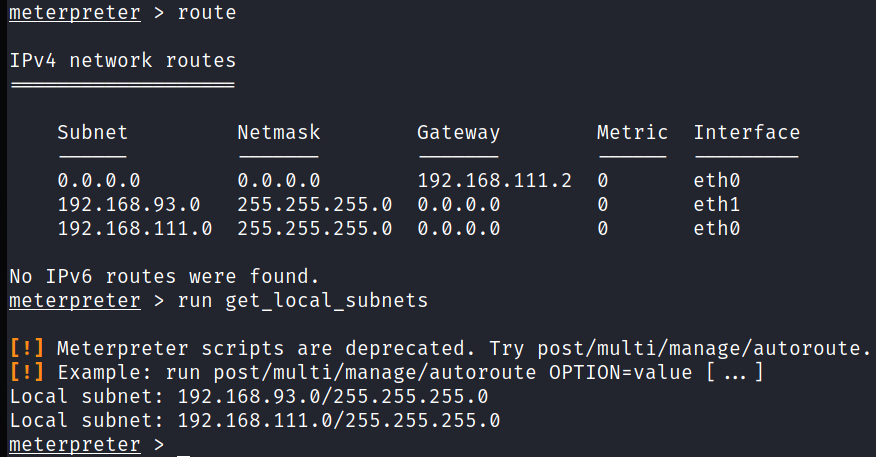 meterpreter > route
IPv4 network routes
====================
Subnet Netmask Gateway Metric Interface
------ ------- ------- ------ ---------
0.0.0.0 0.0.0.0 192.168.111.2 0 eth0
192.168.93.0 255.255.255.0 0.0.0.0 0 eth1
192.168.111.0 255.255.255.0 0.0.0.0 0 eth0
No IPv6 routes were found.
meterpreter > run get_local_subnets
[!] Meterpreter scripts are deprecated. Try post/multi/manage/autoroute.
[!] Example: run post/multi/manage/autoroute OPTION=value [...]
Local subnet: 192.168.93.0/255.255.255.0
Local subnet: 192.168.111.0/255.255.255.0
meterpreter > _